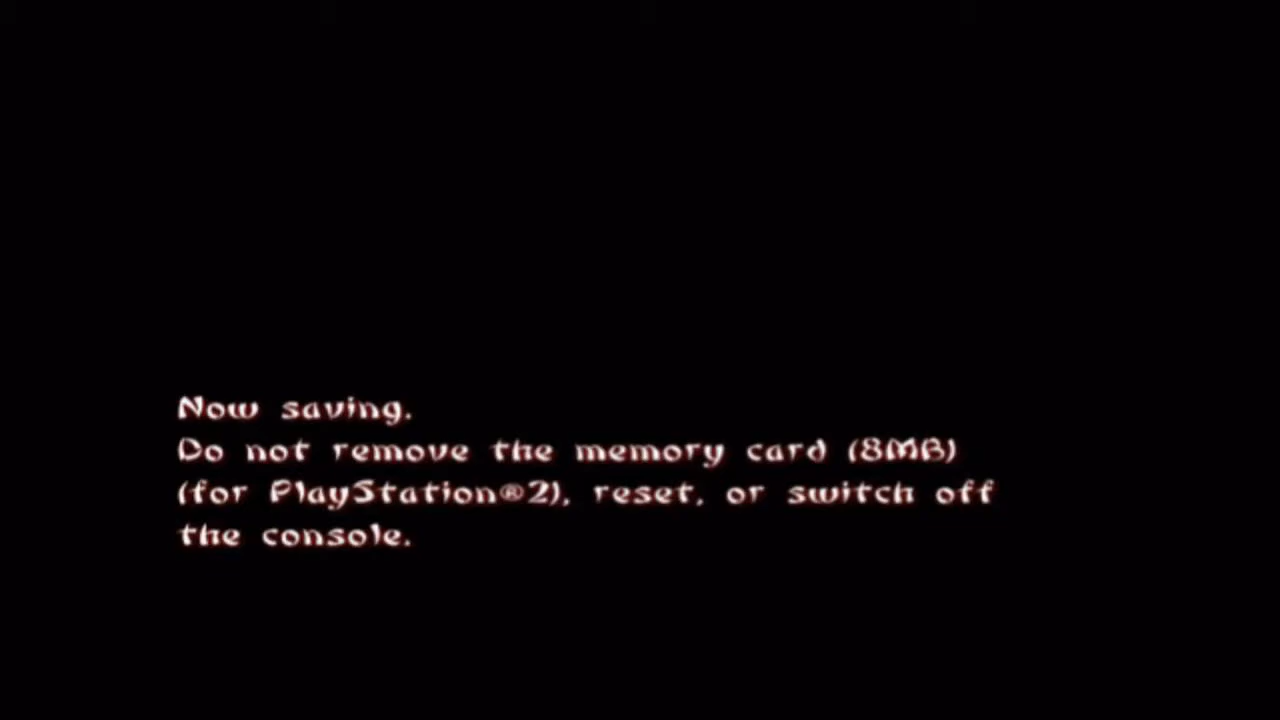 Now saving.
Do not remove the memory card (8MB)
(for PlayStation®2), reset, or switch off
the console.